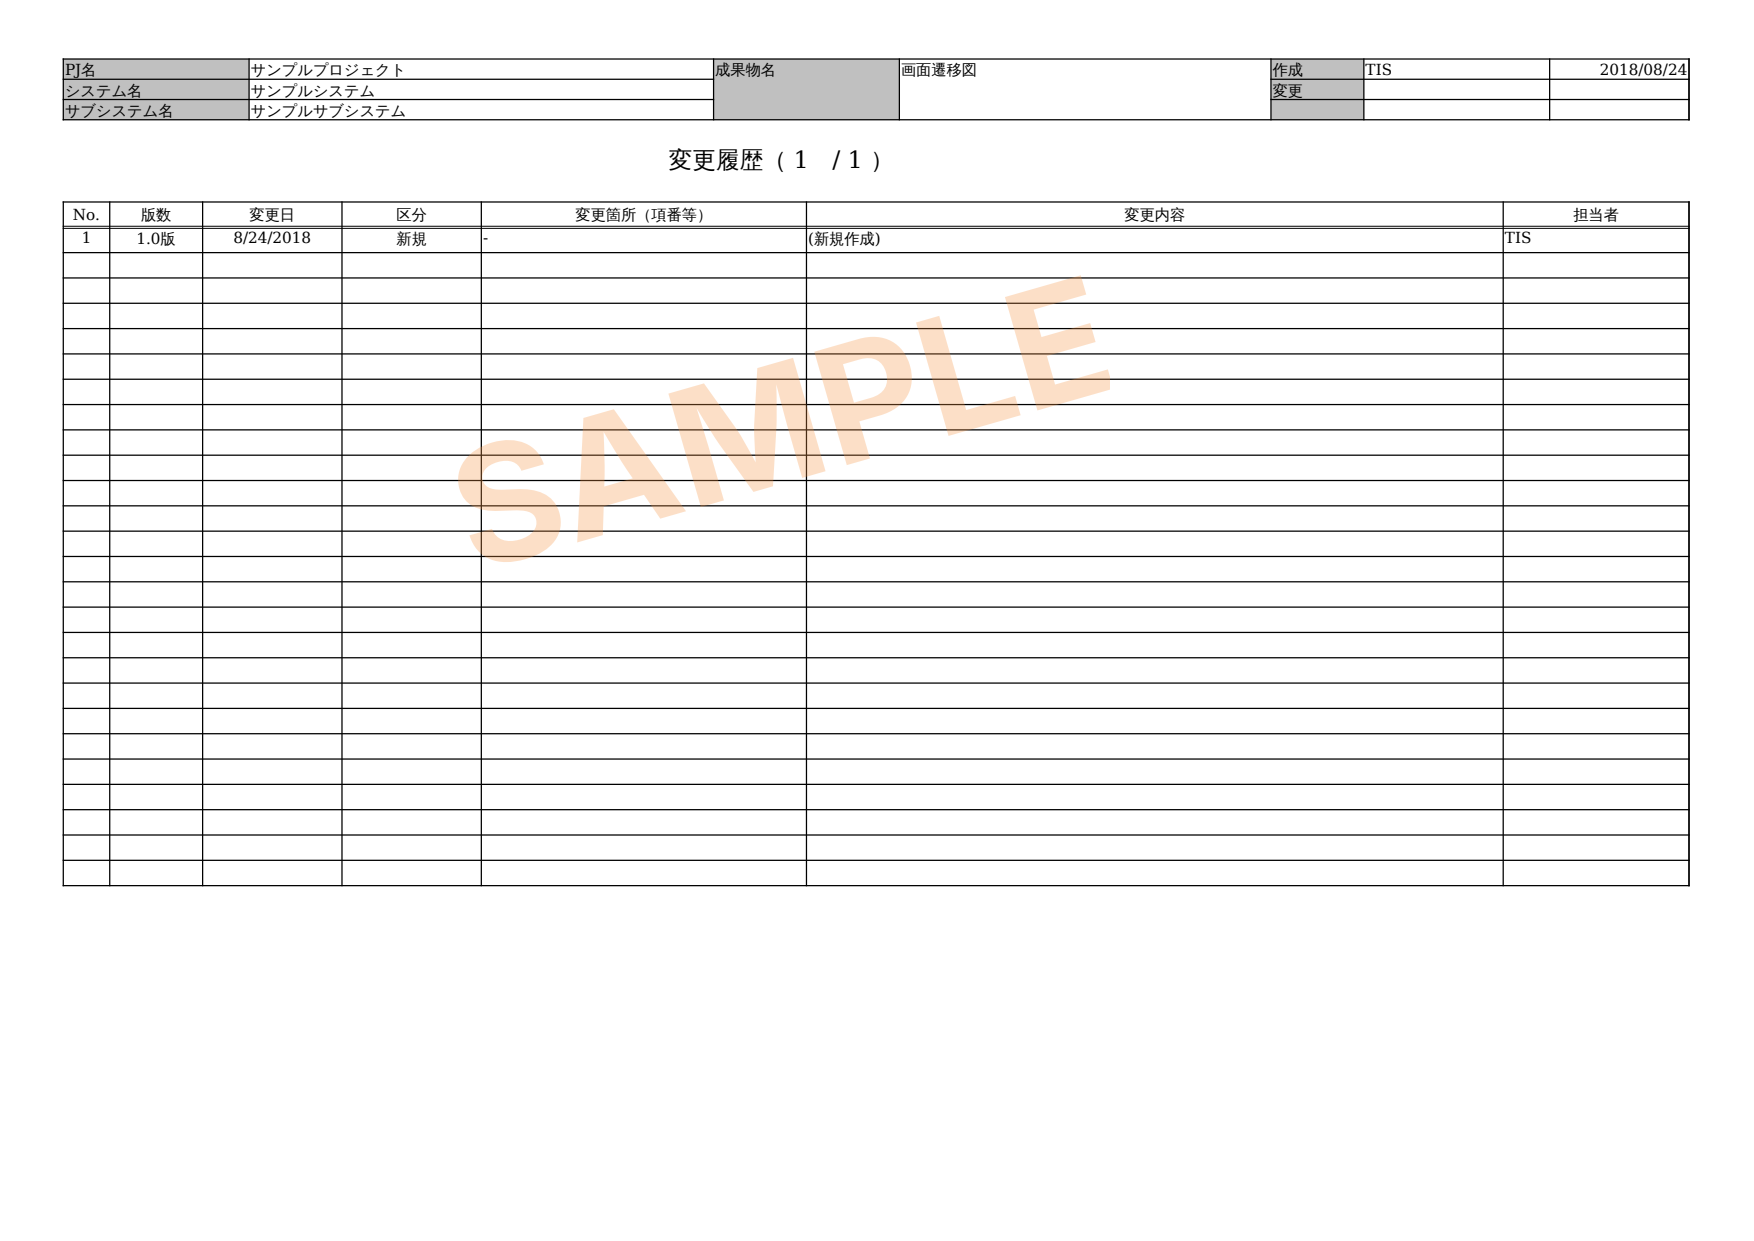 PJ名 サンプルプロジェクト 成果物名 画面遷移図 作成 TIS 2018/08/24
システム名 サンプルシステム 変更
サブシステム名 サンプルサブシステム
変更履歴（ 1 / 1 ）
No. 版数 変更日 区分 変更箇所（項番等） 変更内容 担当者
1 1.0版 8/24/2018 新規 - (新規作成) TIS
SAMPLE